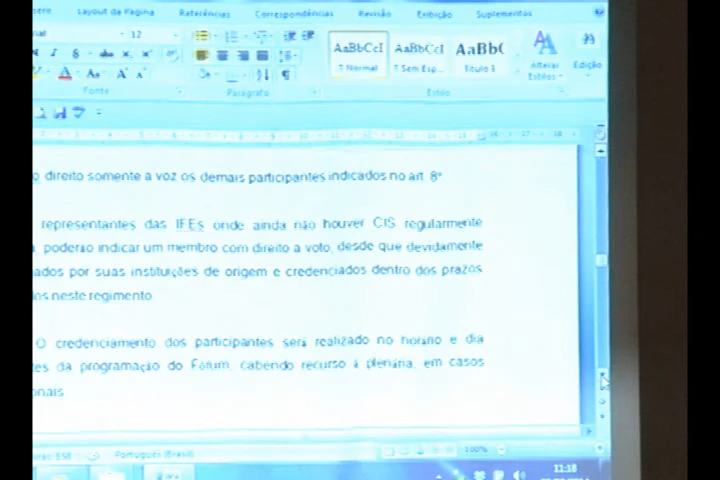 Layout da Página Referências Correspondências Revisão Exibição Suplementos
12
AaBbCcI AaBbCcI AaBb(
¶ Normal ¶ Sem Esp... Título 1
Alterar Estilos Edição
Fonte Parágrafo Estilo
o direito somente a voz os demais participantes indicados no art. 8º
representantes das IFEs onde ainda não houver CIS regularmente
poderão indicar um membro com direito a voto, desde que devidamente
ados por suas instituições de origem e credenciados dentro dos prazos
os neste regimento
O credenciamento dos participantes será realizado no horário e dia
tes da programação do Fórum, cabendo recurso à plenária, em casos
onais
Português (Brasil) 100%
11:18